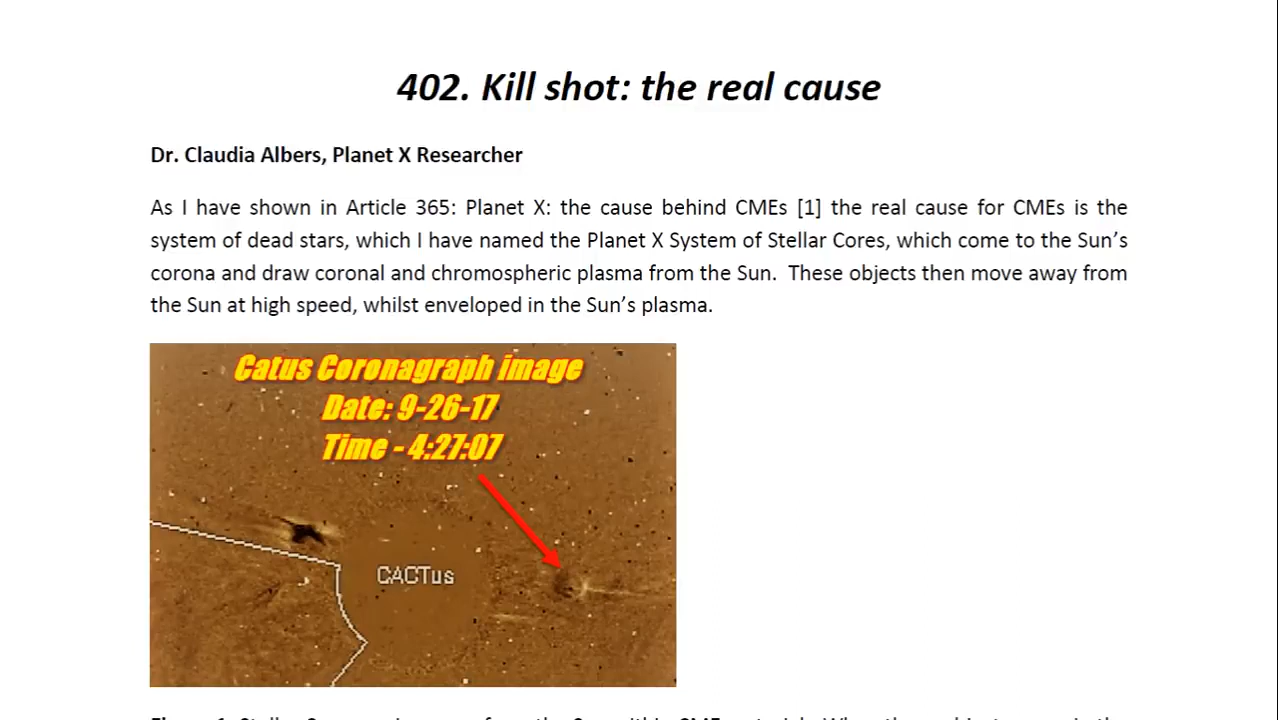 402. Kill shot: the real cause
Dr. Claudia Albers, Planet X Researcher
As I have shown in Article 365: Planet X: the cause behind CMEs [1] the real cause for CMEs is the
system of dead stars, which I have named the Planet X System of Stellar Cores, which come to the Sun’s
corona and draw coronal and chromospheric plasma from the Sun. These objects then move away from
the Sun at high speed, whilst enveloped in the Sun’s plasma.
Catus Coronagraph image
Date: 9-26-17
Time - 4:27:07
CACTus